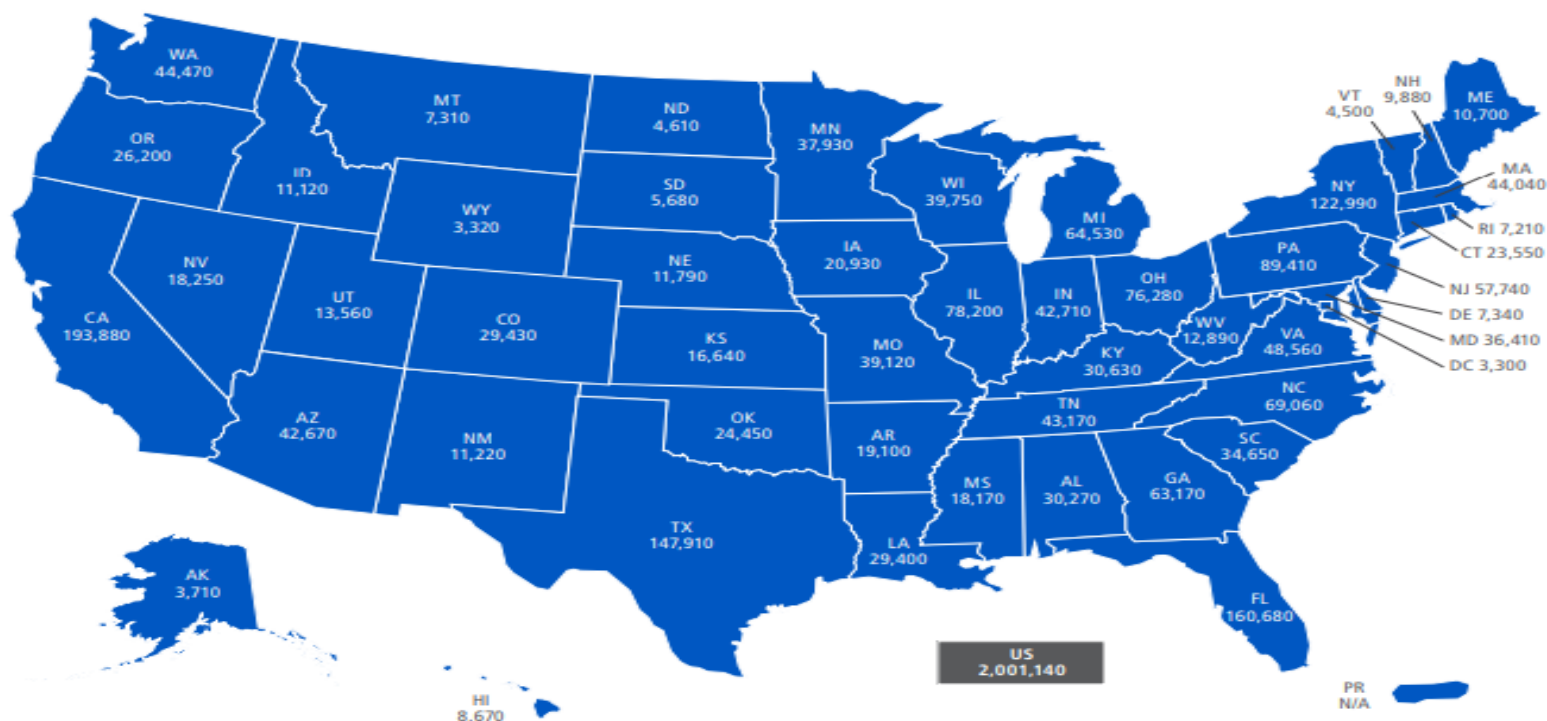 WA
44,470
MT
7,310
ND
4,610
MN
37,930
VT
4,500
NH
9,880
ME
10,700
OR
26,200
ID
11,120
SD
5,680
WI
39,750
MI
64,530
NY
122,990
MA
44,040
WY
3,320
RI 7,210
CT 23,550
NV
18,250
UT
13,560
NE
11,790
IA
20,930
PA
89,410
NJ 57,740
DE 7,340
MD 36,410
DC 3,300
CA
193,880
CO
29,430
KS
16,640
MO
39,120
IL
78,200
IN
42,710
OH
76,280
WV
12,890
VA
48,560
KY
30,630
AZ
42,670
NM
11,220
OK
24,450
AR
19,100
TN
43,170
NC
69,060
SC
34,650
TX
147,910
LA
29,400
MS
18,170
AL
30,270
GA
63,170
FL
160,680
AK
3,710
HI
8,670
US
2,001,140
PR
N/A